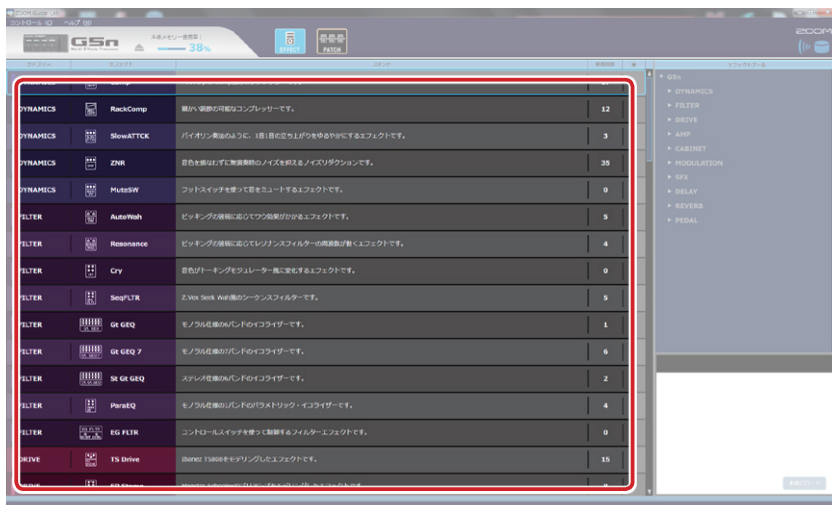 ZOOM
コントロール ヘルプ
G5n
本体メモリー使用率:
38%
EFFECT
PATCH
ZOOM
カテゴリー エフェクト コメント 使用回数 エフェクトプール
DYNAMICS RackComp 細かい調節の可能なコンプレッサーです。 12
DYNAMICS SlowATTCK バイオリン奏法のように、1音1音の立ち上がりをゆるやかにするエフェクトです。 3
DYNAMICS ZNR 音色を損なわずに無演奏時のノイズを抑えるノイズリダクションです。 35
DYNAMICS MuteSW フットスイッチを使って音をミュートするエフェクトです。 0
FILTER AutoWah ピッキングの強弱に応じてワウ効果がかかるエフェクトです。 5
FILTER Resonance ピッキングの強弱に応じてレゾナンスフィルターの周波数が動くエフェクトです。 4
FILTER Cry 音色がトーキングモジュレーター風に変化するエフェクトです。 0
FILTER SeqFLTR Z.Vex Seek Wah風のシーケンスフィルターです。 5
FILTER Gt GEQ モノラル仕様の6バンドのイコライザーです。 1
FILTER Gt GEQ 7 モノラル仕様の7バンドのイコライザーです。 6
FILTER St Gt GEQ ステレオ仕様の6バンドのイコライザーです。 2
FILTER ParaEQ モノラル仕様の2バンドのパラメトリック・イコライザーです。 4
FILTER EG FLTR コントロールスイッチを使って制御するフィルターエフェクトです。 0
DRIVE TS Drive Ibanez TS808をモデリングしたエフェクトです。 15
G5n
DYNAMICS
FILTER
DRIVE
AMP
CABINET
MODULATION
SFX
DELAY
REVERB
PEDAL